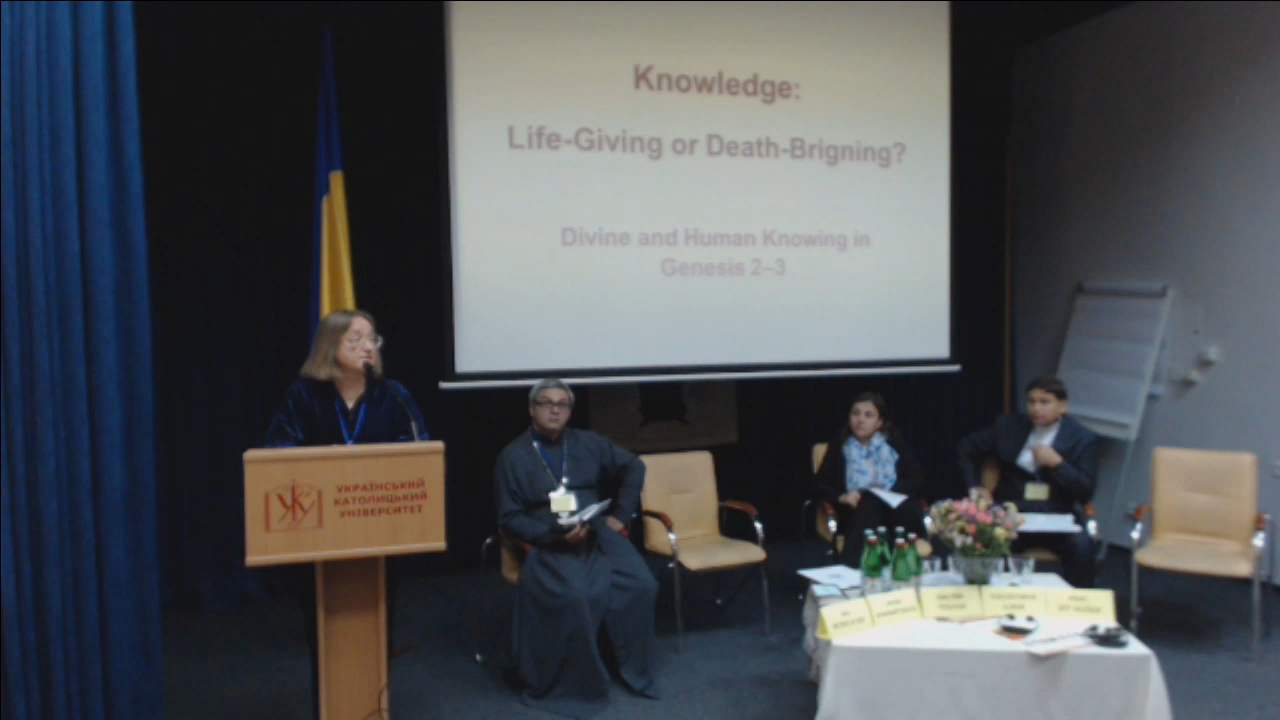 Knowledge:
Life-Giving or Death-Brigning?
Divine and Human Knowing in
Genesis 2–3
УКРАЇНСЬКИЙ
КАТОЛИЦЬКИЙ
УНІВЕРСИТЕТ